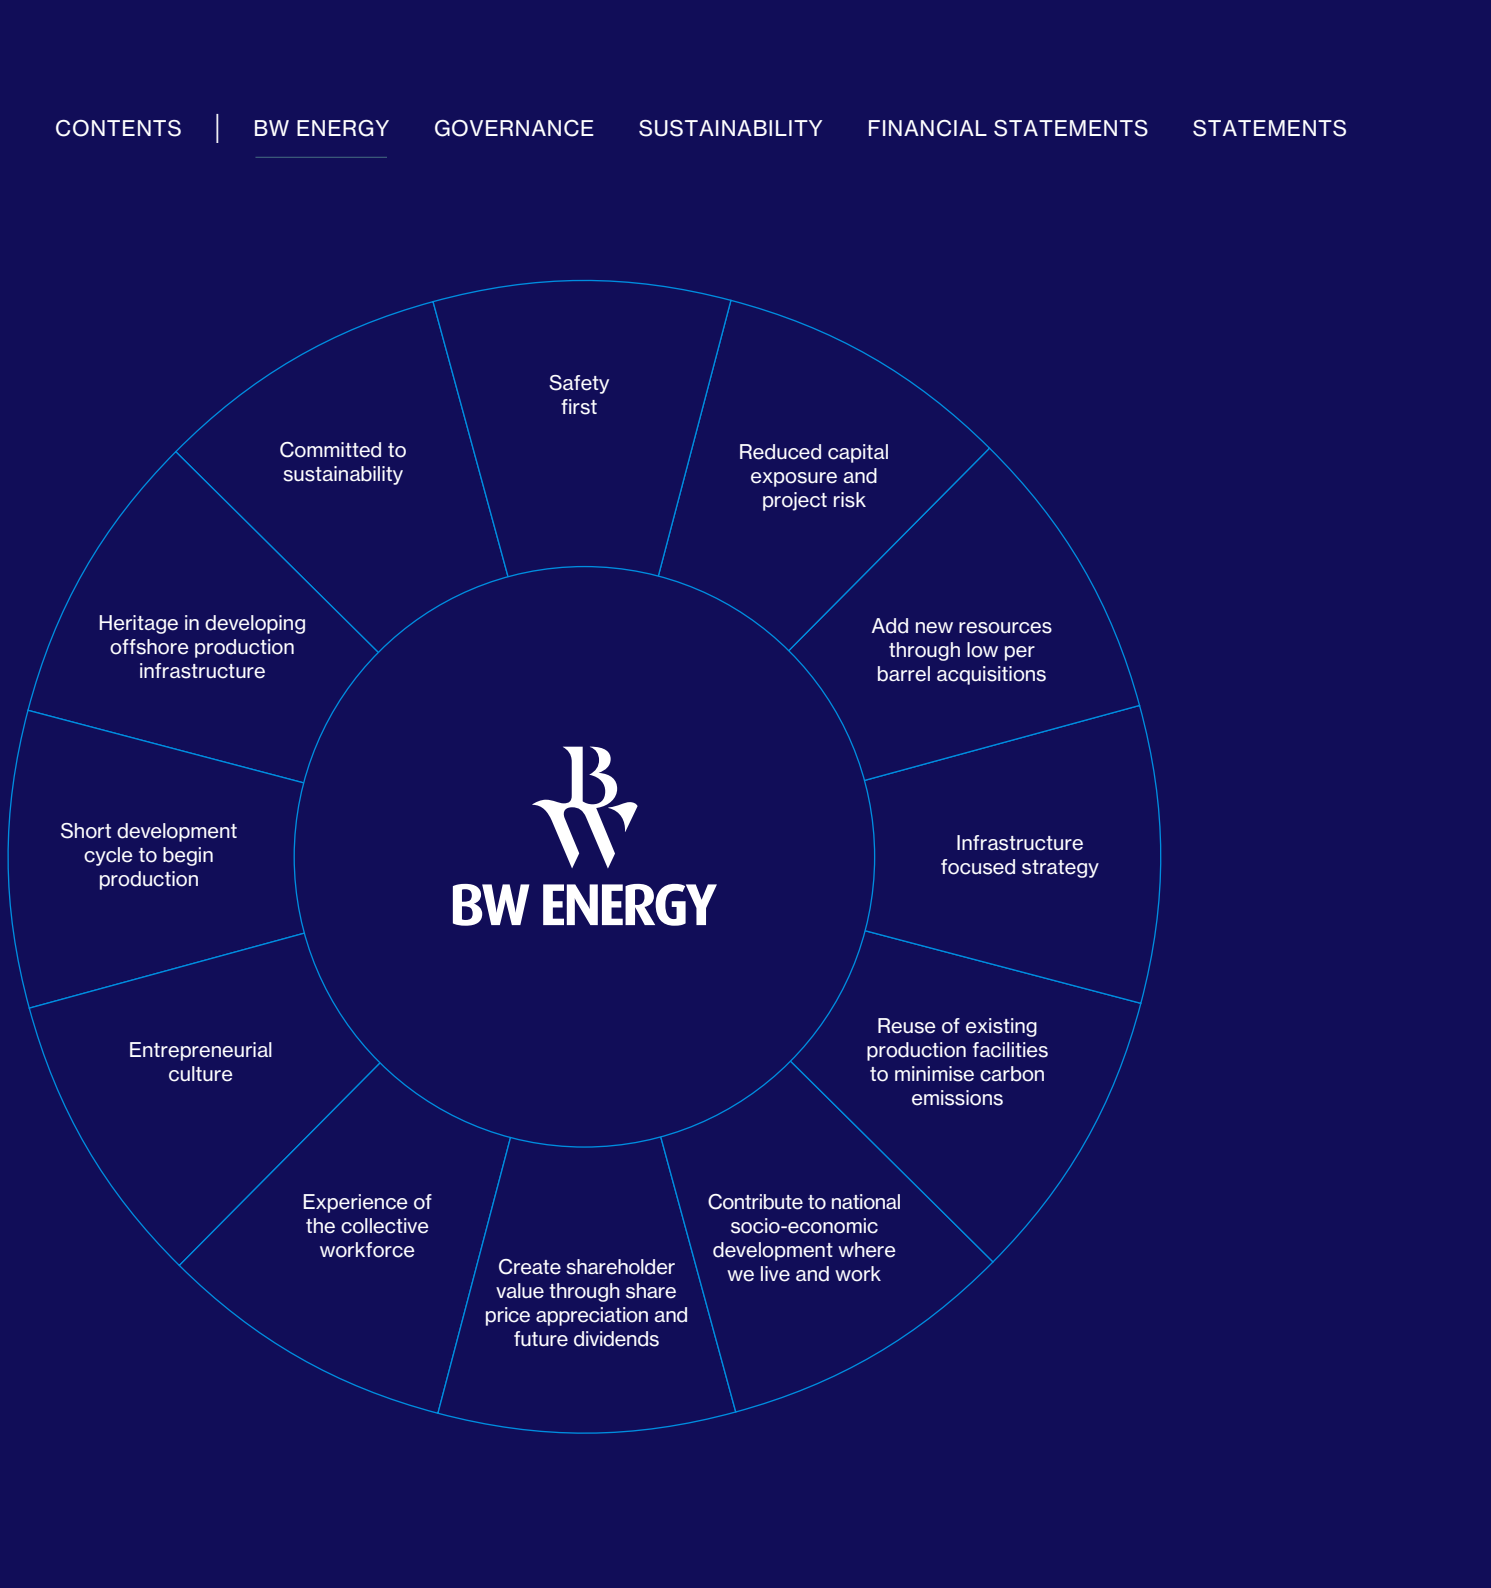 CONTENTS | BW ENERGY GOVERNANCE SUSTAINABILITY FINANCIAL STATEMENTS STATEMENTS
Safety
first
Reduced capital
exposure and
project risk
Add new resources
through low per
barrel acquisitions
Infrastructure
focused strategy
Reuse of existing
production facilities
to minimise carbon
emissions
Contribute to national
socio-economic
development where
we live and work
Create shareholder
value through share
price appreciation and
future dividends
Experience of
the collective
workforce
Entrepreneurial
culture
Short development
cycle to begin
production
Heritage in developing
offshore production
infrastructure
Committed to
sustainability
BW
BW ENERGY